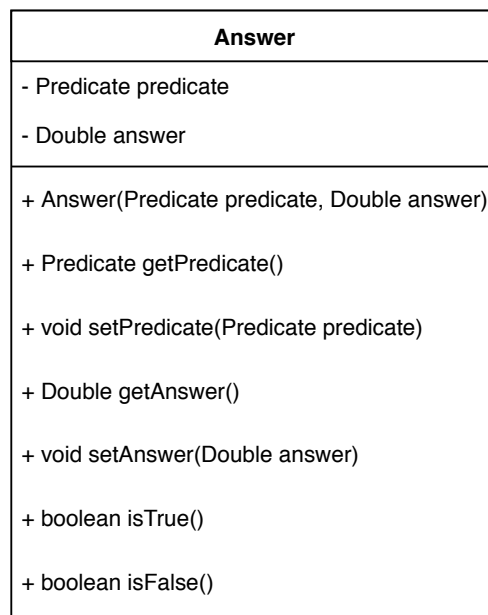 Answer
- Predicate predicate
- Double answer
+ Answer(Predicate predicate, Double answer)
+ Predicate getPredicate()
+ void setPredicate(Predicate predicate)
+ Double getAnswer()
+ void setAnswer(Double answer)
+ boolean isTrue()
+ boolean isFalse()